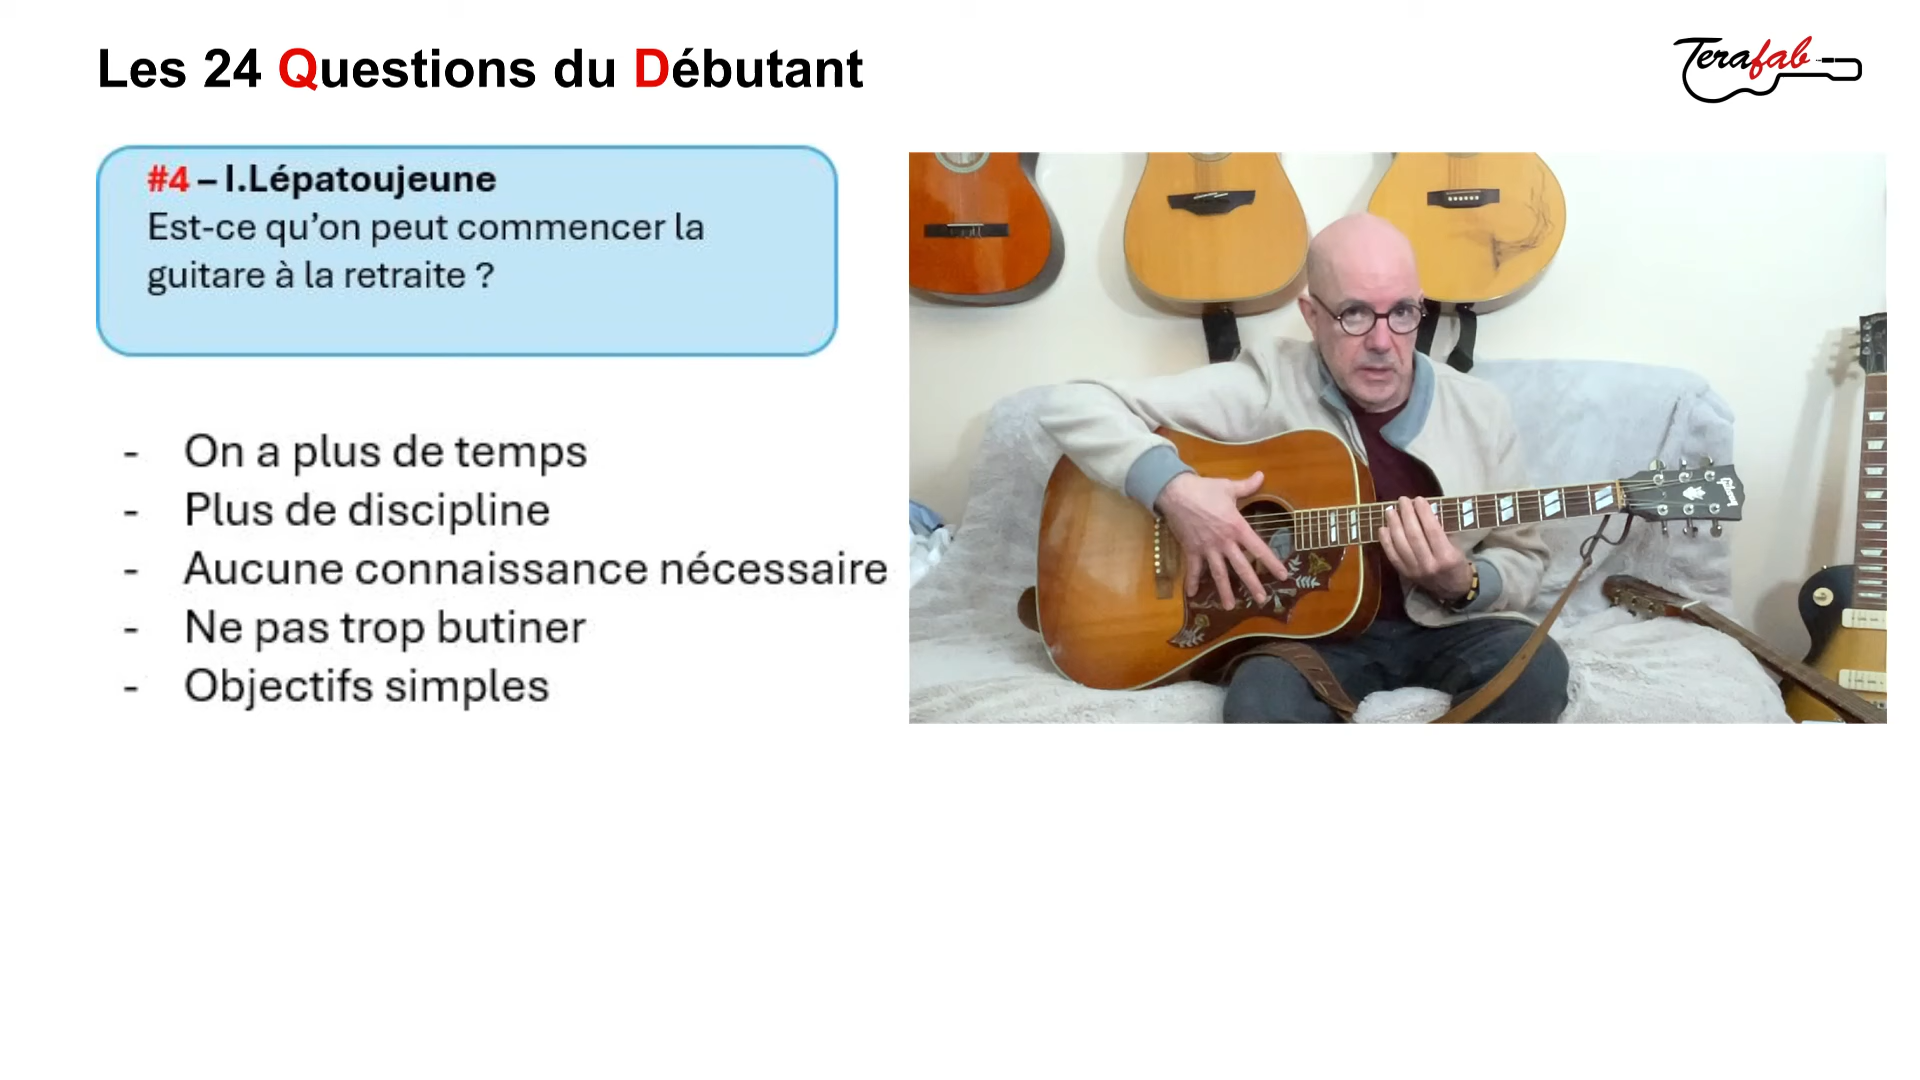 Les 24 Questions du Débutant
Terafab
#4 – I.Lépatoujeune
Est-ce qu’on peut commencer la
guitare à la retraite ?
- On a plus de temps
- Plus de discipline
- Aucune connaissance nécessaire
- Ne pas trop butiner
- Objectifs simples
Gibson